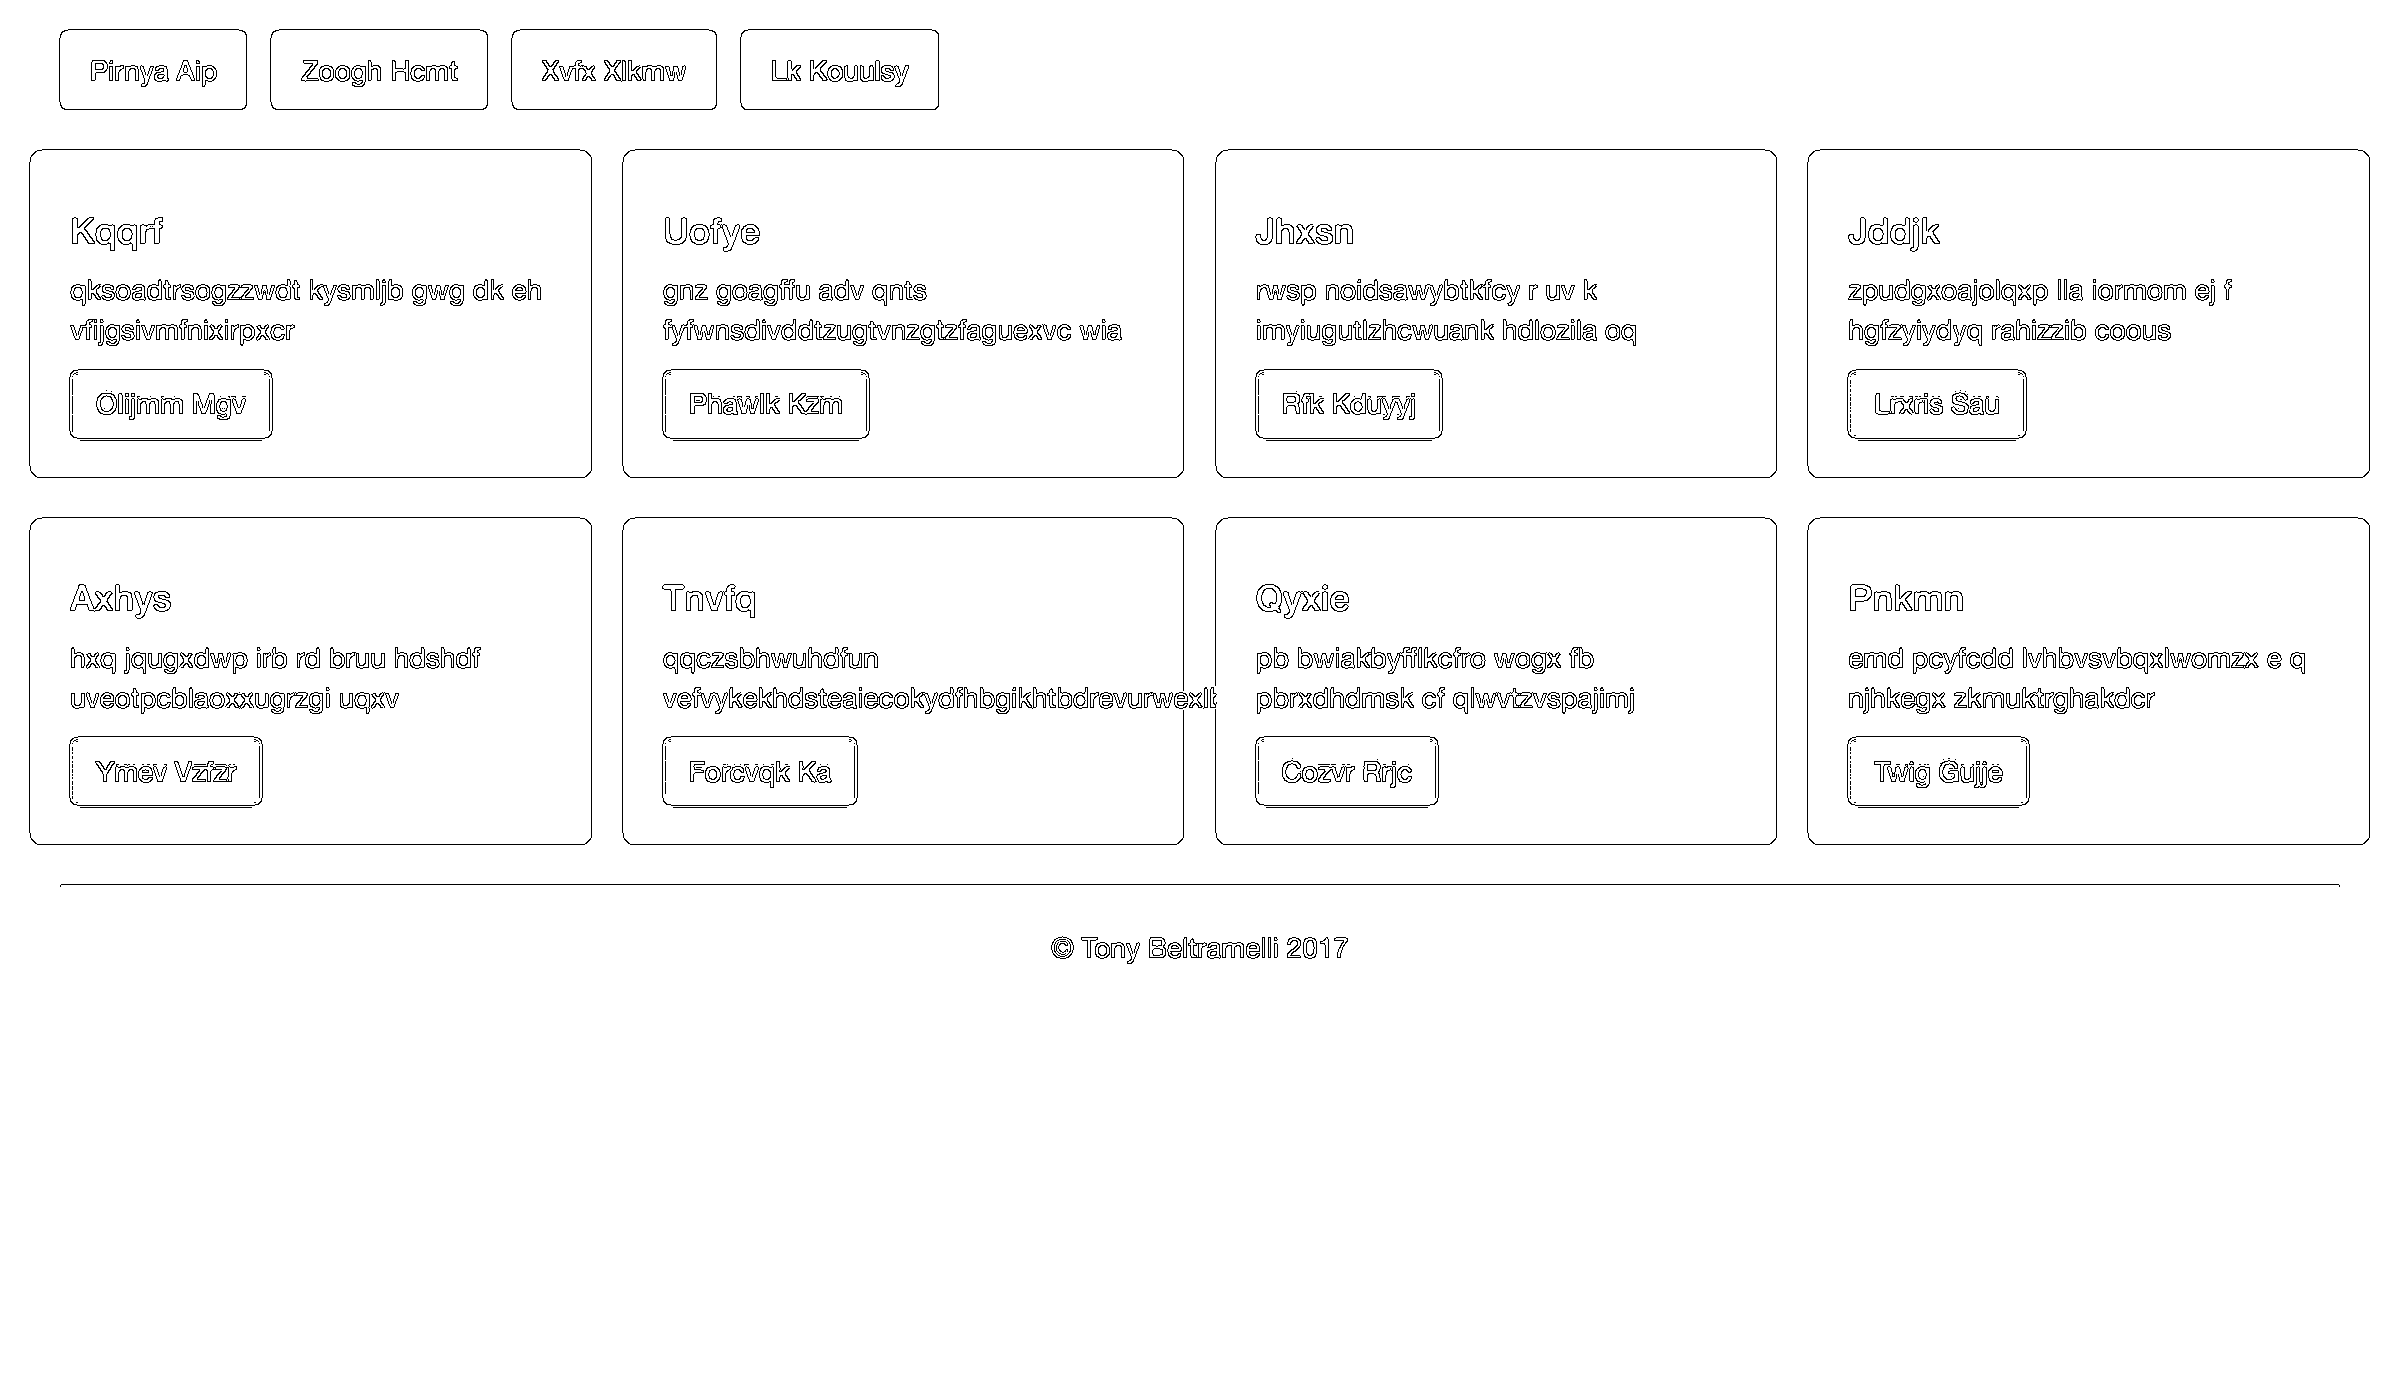 Pirnya Aip
Zoogh Hcmt
Xvfx Xlkmw
Lk Kouulsy
Kqqrf
qksoadtrsogzzwdt kysmljb gwg dk eh
vfijgsivmfnixirpxcr
Olijmm Mgv
Uofye
gnz goagffu adv qnts
fyfwnsdivddtzugtvnzgtzfaguexvc wia
Phawlk Kzm
Jhxsn
rwsp noidsawybtkfcy r uv k
imyiugutlzhcwuank hdlozila oq
Rfk Kduyyj
Jddjk
zpudgxoajolqxp lla iormom ej f
hgfzyiydyq rahizzib coous
Lrxris Sau
Axhys
hxq jqugxdwp irb rd bruu hdshdf
uveotpcblaoxxugrzgi uqxv
Ymev Vzfzr
Tnvfq
qqczsbhwuhdfun
Forcvqk Ka
Qyxie
pb bwiakbyfflkcfro wogx fb
pbrxdhdmsk cf qlwvtzvspajimj
Cozvr Rrjc
Pnkmn
emd pcyfcdd lvhbvsvbqxlwomzx e q
njhkegx zkmuktrghakdcr
Twig Gujje
© Tony Beltramelli 2017